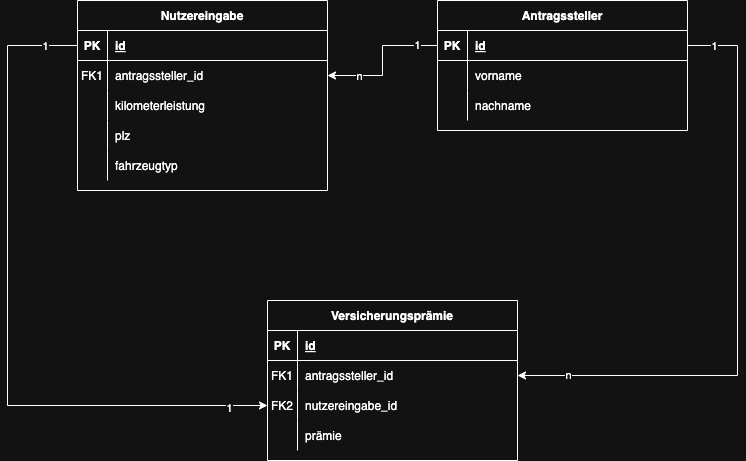 Nutzereingabe
PK id
FK1 antragssteller_id
kilometerleistung
plz
fahrzeugtyp
Antragssteller
PK id
vorname
nachname
1
n
1
1
Versicherungsprämie
PK id
FK1 antragssteller_id
FK2 nutzereingabe_id
prämie
n
1